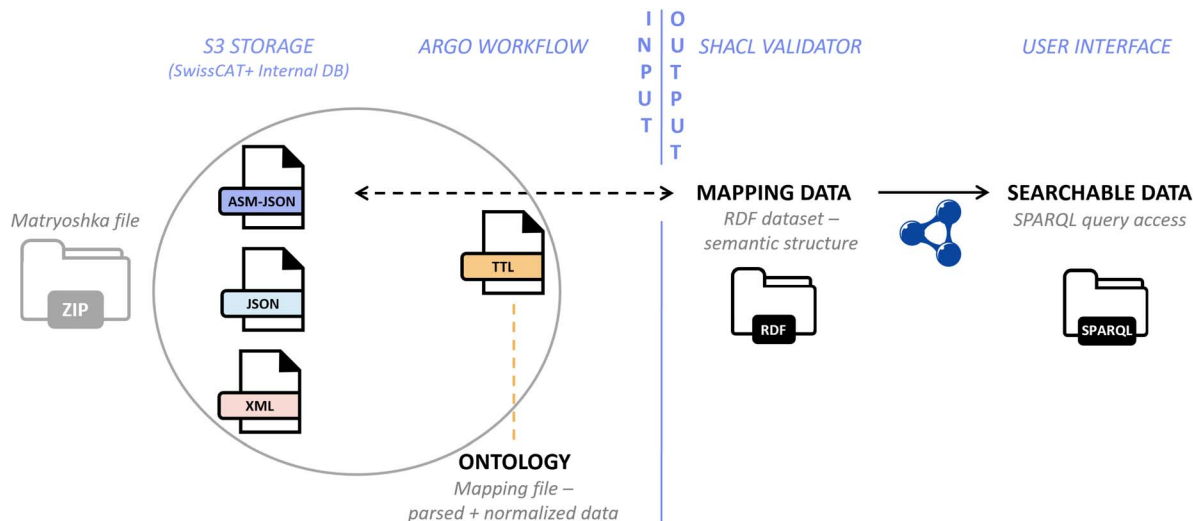 S3 STORAGE
(SwissCAT+ Internal DB)
ARGO WORKFLOW
INPUT
OUTPUT
SHACL VALIDATOR
USER INTERFACE
Matryoshka file
ZIP
ASM-JSON
JSON
XML
TTL
ONTOLOGY
Mapping file –
parsed + normalized data
MAPPING DATA
RDF dataset –
semantic structure
RDF
SEARCHABLE DATA
SPARQL query access
SPARQL